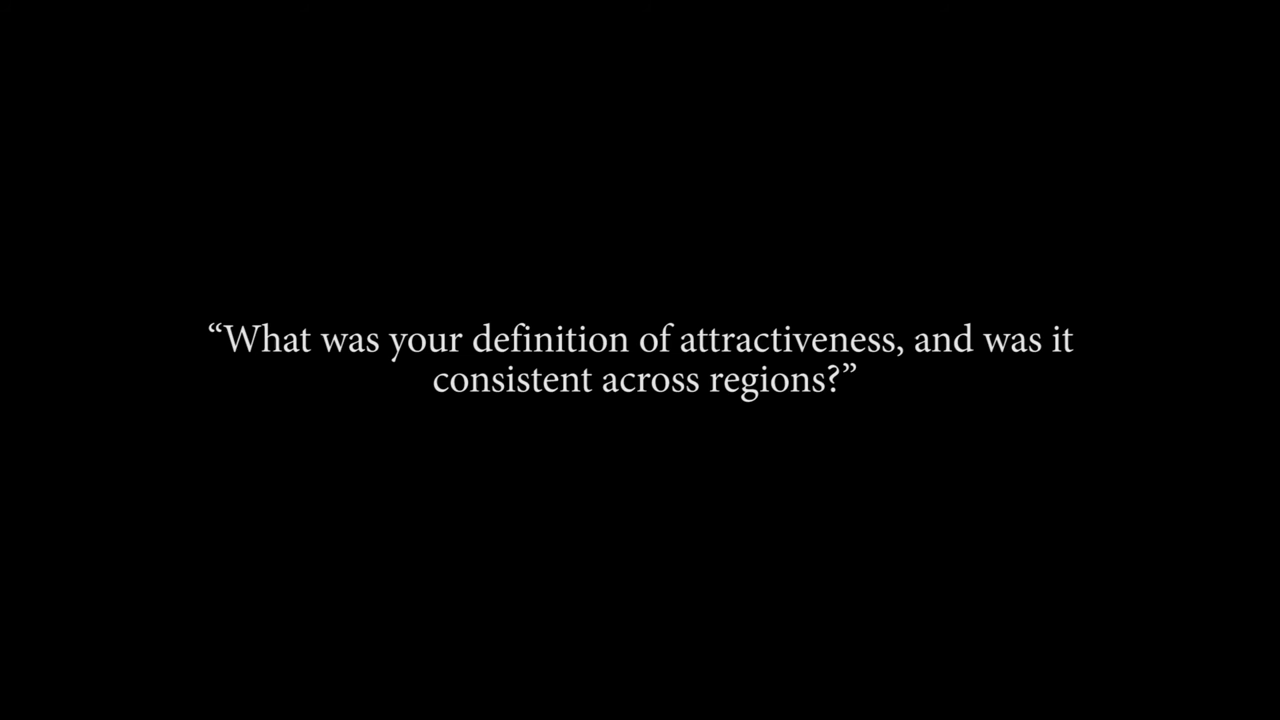 “What was your definition of attractiveness, and was it
consistent across regions?”